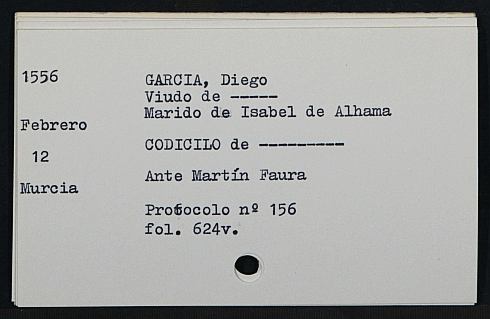 1556
GARCIA, Diego
Viudo de -----
Marido de Isabel de Alhama
Febrero
CODICILO de ---------
12
Ante Martín Faura
Murcia
Protocolo nº 156
fol. 624v.